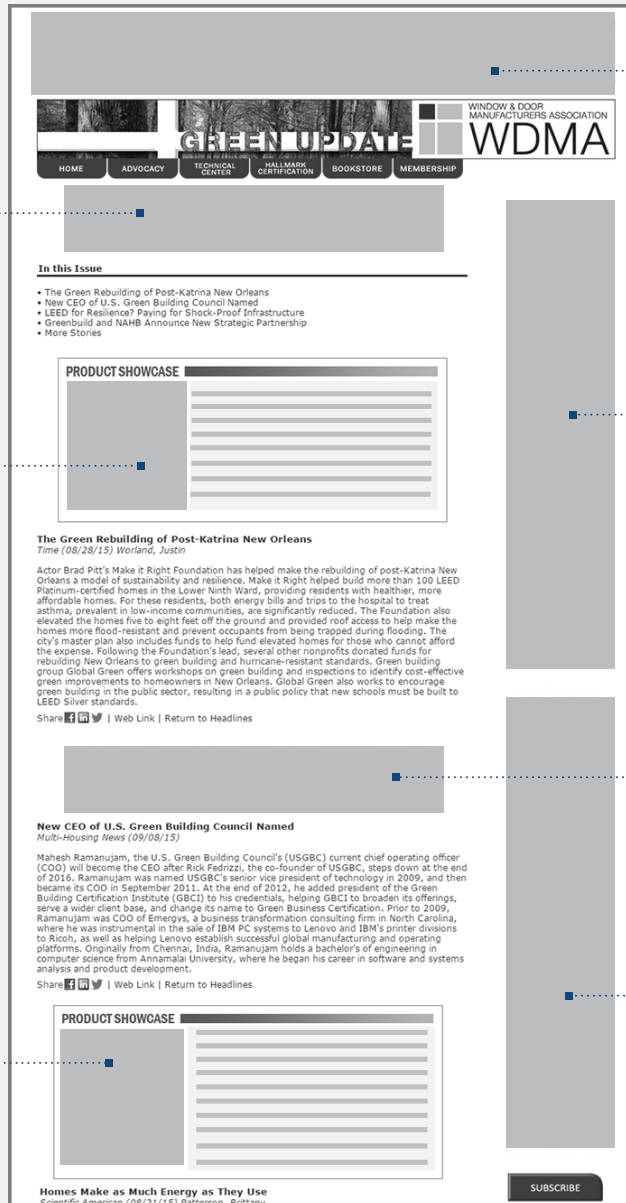 WINDOW & DOOR
MANUFACTURERS ASSOCIATION
GREEN UPDATE
WDMA
HOME
ADVOCACY
TECHNICAL
CENTER
HALLMARK
CERTIFICATION
BOOKSTORE
MEMBERSHIP
In this Issue
• The Green Rebuilding of Post-Katrina New Orleans
• New CEO of U.S. Green Building Council Named
• LEED for Resilience? Paying for Shock-Proof Infrastructure
• Greenbuild and NAHB Announce New Strategic Partnership
• More Stories
PRODUCT SHOWCASE
The Green Rebuilding of Post-Katrina New Orleans
Time (08/28/15) Worland, Justin
Actor Brad Pitt's Make it Right Foundation has helped make the rebuilding of post-Katrina New
Orleans a model of sustainability and resilience. Make it Right helped build more than 100 LEED
Platinum-certified homes in the Lower Ninth Ward, providing residents with healthier, more
affordable homes. For these residents, both energy bills and trips to the hospital to treat
asthma, prevalent in low-income communities, are significantly reduced. The Foundation also
elevated the homes five to eight feet off the ground and provided roof access to help make the
homes more flood-resistant and prevent occupants from being trapped during flooding. The
city's master plan also includes funds to help fund elevated homes for those who cannot afford
the expense. Following the Foundation's lead, several other nonprofits donated funds for
rebuilding New Orleans to green building and hurricane-resistant standards. Green building
group Global Green offers workshops on green building and inspections to identify cost-effective
green improvements to homeowners in New Orleans. Global Green also works to encourage
green building in the public sector, resulting in a public policy that new schools must be built to
LEED Silver standards.
Share | Web Link | Return to Headlines
New CEO of U.S. Green Building Council Named
Multi-Housing News (09/08/15)
Mahesh Ramanujam, the U.S. Green Building Council's (USGBC) current chief operating officer
(COO) will become the CEO after Rick Fedrizzi, the co-founder of USGBC, steps down at the end
of 2016. Ramanujam was named USGBC's senior vice president of technology in 2009, and then
became its COO in September 2011. At the end of 2012, he added president of the Green
Building Certification Institute (GBCI) to his credentials, helping GBCI to broaden its offerings,
serve a wider client base, and change its name to Green Business Certification. Prior to 2009,
Ramanujam was COO of Emergys, a business transformation consulting firm in North Carolina,
where he was instrumental in the sale of IBM PC systems to Lenovo and IBM's printer divisions
to Ricoh, as well as helping Lenovo establish successful global manufacturing and operating
platforms. Originally from Chennai, India, Ramanujam holds a bachelor's of engineering in
computer science from Annamalai University, where he began his career in software and systems
analysis and product development.
Share | Web Link | Return to Headlines
PRODUCT SHOWCASE
SUBSCRIBE
Homes Make as Much Energy as They Use
Scientific American (08/21/15) Patterson, Brittany